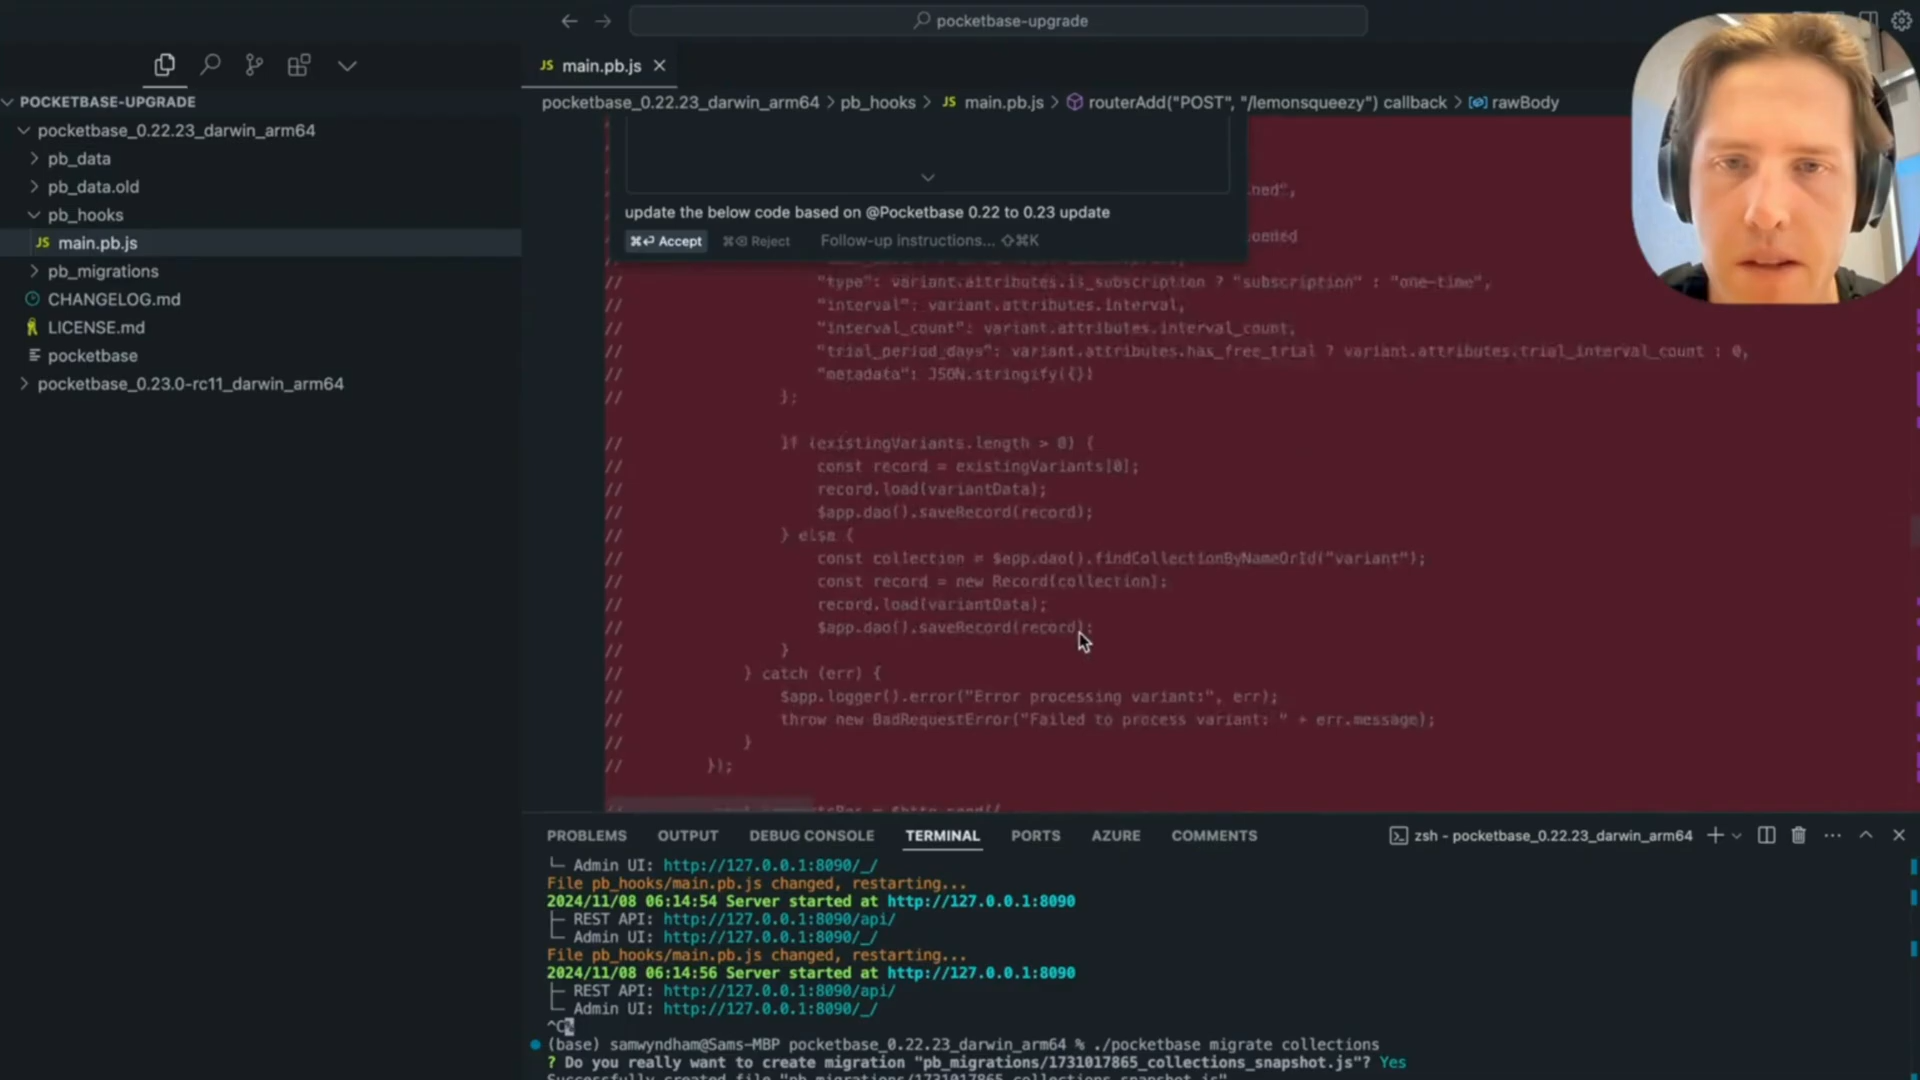 pocketbase-upgrade
JS main.pb.js
POCKETBASE-UPGRADE
pocketbase_0.22.23_darwin_arm64 > pb_hooks > JS main.pb.js > routerAdd("POST", "/lemonsqueezy") callback > rawBody
pocketbase_0.22.23_darwin_arm64
pb_data
pb_data.old
pb_hooks
JS main.pb.js
pb_migrations
CHANGELOG.md
LICENSE.md
pocketbase
pocketbase_0.23.0-rc11_darwin_arm64
update the below code based on @Pocketbase 0.22 to 0.23 update
⌘↵ Accept ⌘⌫ Reject Follow-up instructions... ⇧⌘K
// "type": variant.attributes.is_subscription ? "subscription" : "one-time",
// "interval": variant.attributes.interval,
// "interval_count": variant.attributes.interval_count,
// "trial_period_days": variant.attributes.has_free_trial ? variant.attributes.trial_interval_count : 0,
// "metadata": JSON.stringify({})
// };
// if (existingVariants.length > 0) {
// const record = existingVariants[0];
// record.load(variantData);
// $app.dao().saveRecord(record);
// } else {
// const collection = $app.dao().findCollectionByNameOrId("variant");
// const record = new Record(collection);
// record.load(variantData);
// $app.dao().saveRecord(record);
// }
// } catch (err) {
// $app.logger().error("Error processing variant:", err);
// throw new BadRequestError("Failed to process variant: " + err.message);
// }
// });
PROBLEMS OUTPUT DEBUG CONSOLE TERMINAL PORTS AZURE COMMENTS zsh - pocketbase_0.22.23_darwin_arm64
└─ Admin UI: http://127.0.0.1:8090/_/
File pb_hooks/main.pb.js changed, restarting...
2024/11/08 06:14:54 Server started at http://127.0.0.1:8090
├─ REST API: http://127.0.0.1:8090/api/
└─ Admin UI: http://127.0.0.1:8090/_/
File pb_hooks/main.pb.js changed, restarting...
2024/11/08 06:14:56 Server started at http://127.0.0.1:8090
├─ REST API: http://127.0.0.1:8090/api/
└─ Admin UI: http://127.0.0.1:8090/_/
^C%
(base) samwyndham@Sams-MBP pocketbase_0.22.23_darwin_arm64 % ./pocketbase migrate collections
? Do you really want to create migration "pb_migrations/1731017865_collections_snapshot.js"? Yes
Successfully created file "pb_migrations/1731017865_collections_snapshot.js"